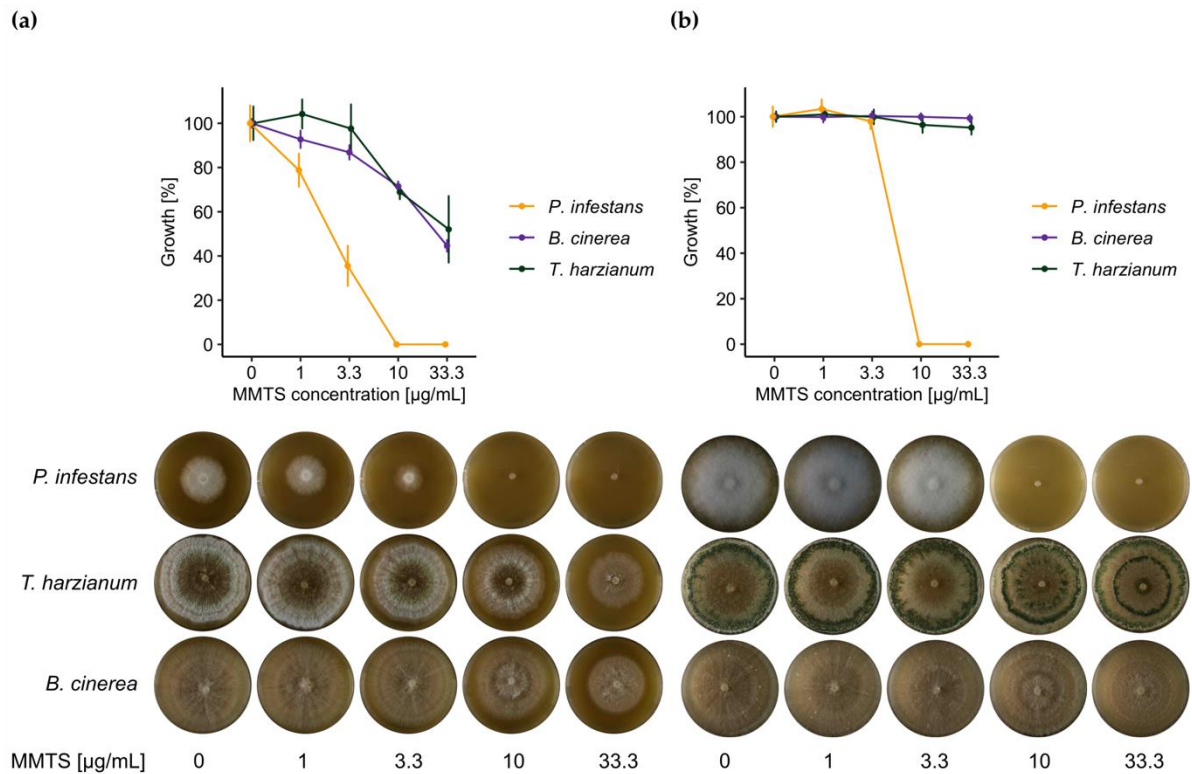 (a)
(b)
Growth [%]
100
80
60
40
20
0
0 1 3.3 10 33.3
MMTS concentration [µg/mL]
P. infestans
B. cinerea
T. harzianum
Growth [%]
100
80
60
40
20
0
0 1 3.3 10 33.3
MMTS concentration [µg/mL]
P. infestans
B. cinerea
T. harzianum
P. infestans
T. harzianum
B. cinerea
MMTS [µg/mL] 0 1 3.3 10 33.3 0 1 3.3 10 33.3